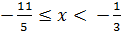 -11/5 ≤ x < -1/3